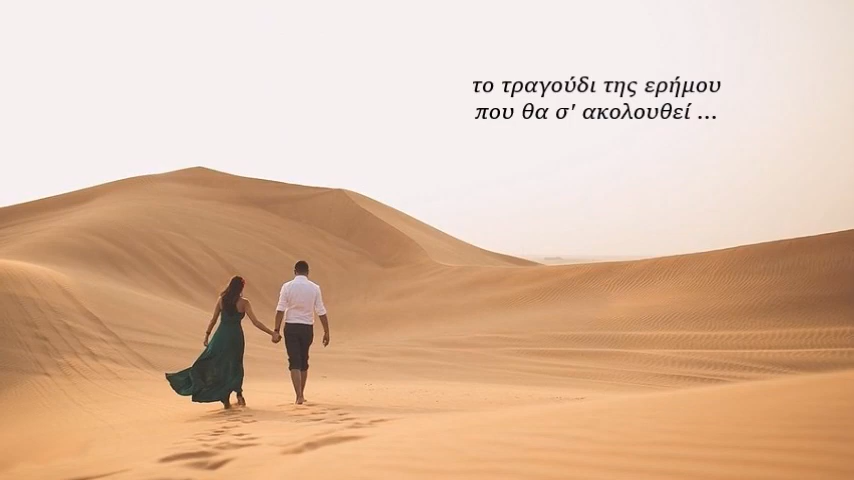 το τραγούδι της ερήμου
που θα σ' ακολουθεί ...